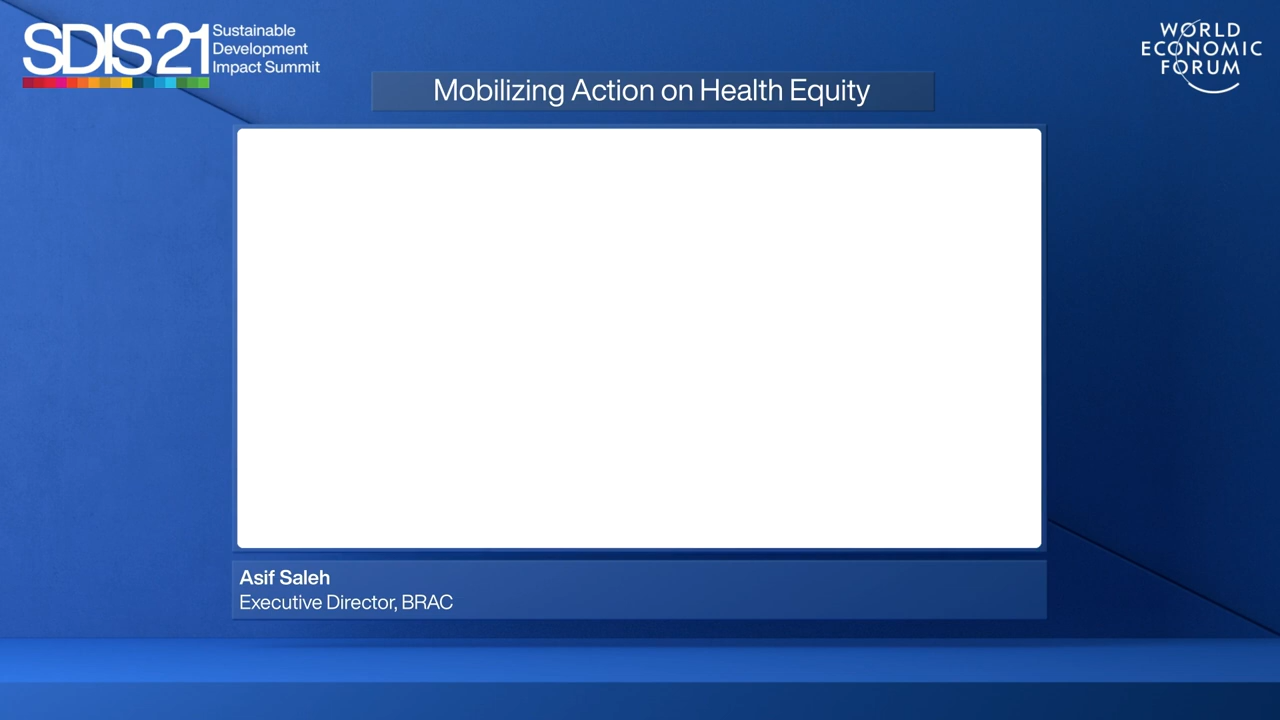 SDIS21
Sustainable
Development
Impact Summit
WORLD
ECONOMIC
FORUM
Mobilizing Action on Health Equity
Asif Saleh
Executive Director, BRAC